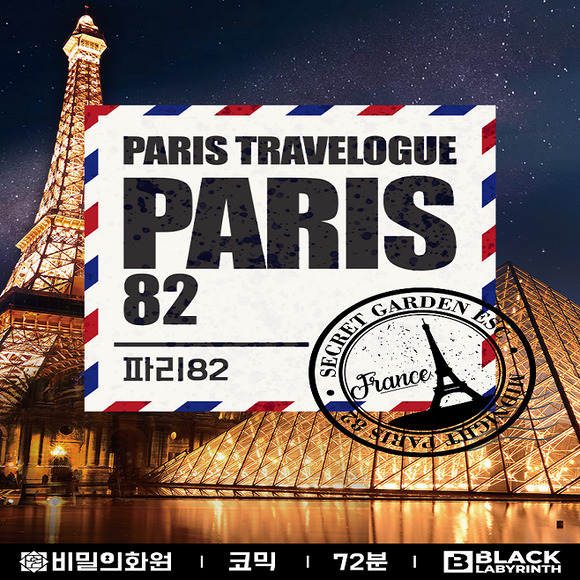 PARIS TRAVELOGUE
PARIS
82
파리82
SECRET GARDEN EST.
France
MIDNIGHT PARIS 82
비밀의화원 | 코믹 | 72분 | B BLACK LABYRINTH